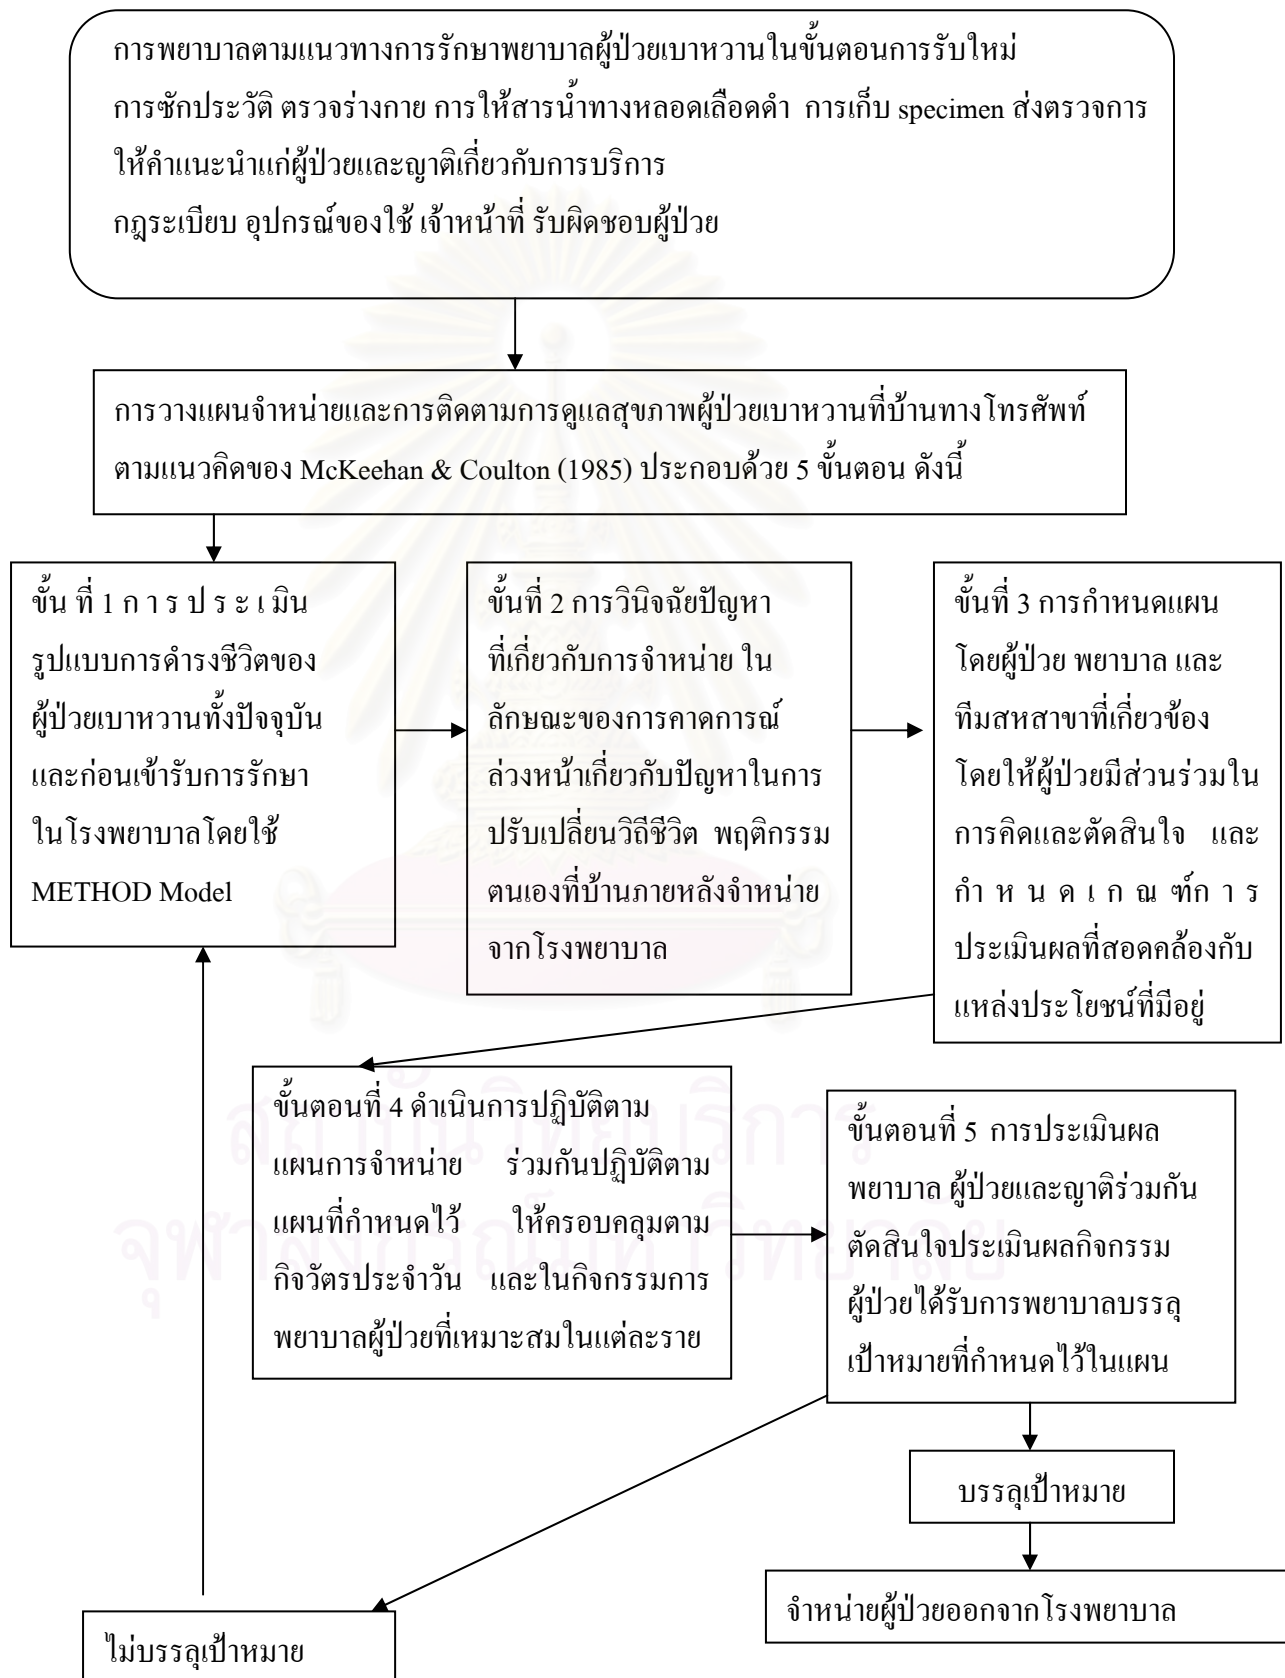 การพยาบาลตามแนวทางการรักษาพยาบาลผู้ป่วยเบาหวานในขั้นตอนการรับใหม่
การซักประวัติ ตรวจร่างกาย การให้สารน้ำทางหลอดเลือดดำ การเก็บ specimen ส่งตรวจการ
ให้คำแนะนำแก่ผู้ป่วยและญาติเกี่ยวกับการบริการ
กฎระเบียบ อุปกรณ์ของใช้ เจ้าหน้าที่ รับผิดชอบผู้ป่วย
การวางแผนจำหน่ายและการติดตามการดูแลสุขภาพผู้ป่วยเบาหวานที่บ้านทางโทรศัพท์
ตามแนวคิดของ McKeehan & Coulton (1985) ประกอบด้วย 5 ขั้นตอน ดังนี้
ขั้น ที่ 1 ก า ร ป ร ะ เ มิน
รูปแบบการดำรงชีวิตของ
ผู้ป่วยเบาหวานทั้งปัจจุบัน
และก่อนเข้ารับการรักษา
ในโรงพยาบาลโดยใช้
METHOD Model
ขั้นที่ 2 การวินิจฉัยปัญหา
ที่เกี่ยวกับการจำหน่าย ใน
ลักษณะของการคาดการณ์
ล่วงหน้าเกี่ยวกับปัญหาในการ
ปรับเปลี่ยนวิถีชีวิต พฤติกรรม
ตนเองที่บ้านภายหลังจำหน่าย
จากโรงพยาบาล
ขั้นที่ 3 การกำหนดแผน
โดยผู้ป่วย พยาบาล และ
ทีมสหสาขาที่เกี่ยวข้อง
โดยให้ผู้ป่วยมีส่วนร่วมใน
การคิดและตัดสินใจ และ
กำ ห น ด เ ก ณ ฑ์ก า ร
ประเมินผลที่สอดคล้องกับ
แหล่งประโยชน์ที่มีอยู่
ขั้นตอนที่ 4 ดำเนินการปฏิบัติตาม
แผนการจำหน่าย ร่วมกันปฏิบัติตาม
แผนที่กำหนดไว้ ให้ครอบคลุมตาม
กิจวัตรประจำวัน และในกิจกรรมการ
พยาบาลผู้ป่วยที่เหมาะสมในแต่ละราย
ขั้นตอนที่ 5 การประเมินผล
พยาบาล ผู้ป่วยและญาติร่วมกัน
ตัดสินใจประเมินผลกิจกรรม
ผู้ป่วยได้รับการพยาบาลบรรลุ
เป้าหมายที่กำหนดไว้ในแผน
บรรลุเป้าหมาย
จำหน่ายผู้ป่วยออกจากโรงพยาบาล
ไม่บรรลุเป้าหมาย
สถาบันวิทยบริการ
จุฬาลงกรณ์มหาวิทยาลัย